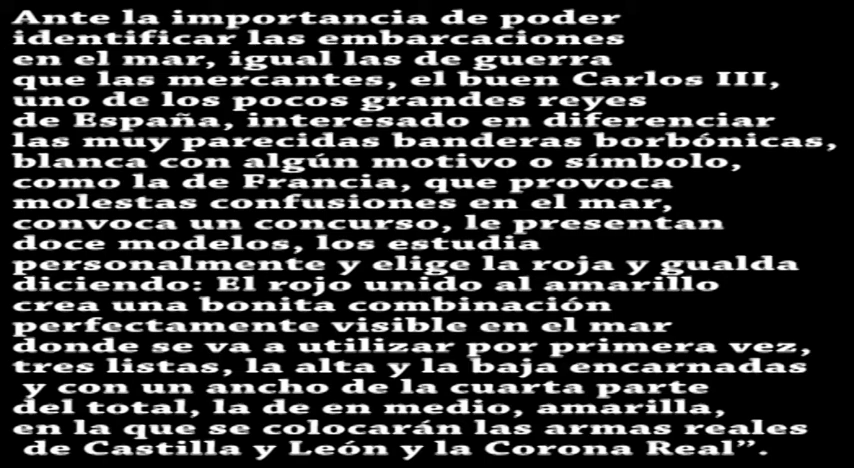 Ante la importancia de poder
identificar las embarcaciones
en el mar, igual las de guerra
que las mercantes, el buen Carlos III,
uno de los pocos grandes reyes
de España, interesado en diferenciar
las muy parecidas banderas borbónicas,
blanca con algún motivo o símbolo,
como la de Francia, que provoca
molestas confusiones en el mar,
convoca un concurso, le presentan
doce modelos, los estudia
personalmente y elige la roja y gualda
diciendo: El rojo unido al amarillo
crea una bonita combinación
perfectamente visible en el mar
donde se va a utilizar por primera vez,
tres listas, la alta y la baja encarnadas
y con un ancho de la cuarta parte
del total, la de en medio, amarilla,
en la que se colocarán las armas reales
de Castilla y León y la Corona Real”.